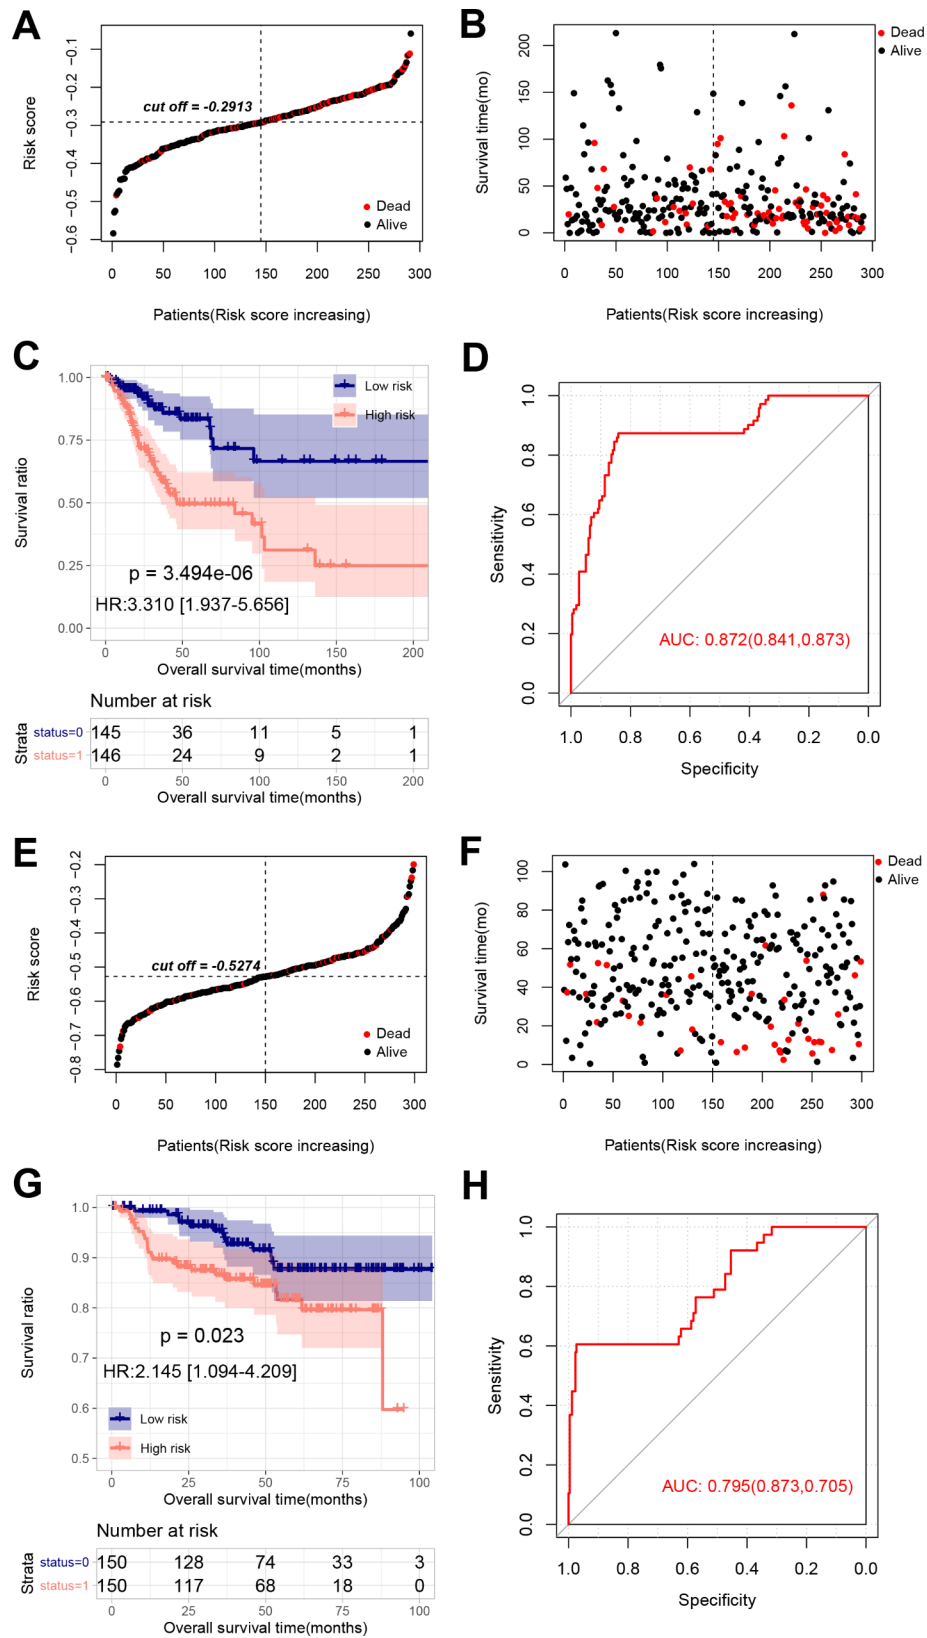 A
Risk score
−0.1
−0.2
−0.3
−0.4
−0.5
−0.6
cut off = -0.2913
Dead
Alive
0 50 100 150 200 250 300
Patients(Risk score increasing)
B
Survival time(mo)
200
150
100
50
0
Dead
Alive
0 50 100 150 200 250 300
Patients(Risk score increasing)
C
Survival ratio
1.00
0.75
0.50
0.25
0.00
Low risk
High risk
p = 3.494e-06
HR:3.310 [1.937-5.656]
0 50 100 150 200
Overall survival time(months)
Number at risk
Strata
status=0 145 36 11 5 1
status=1 146 24 9 2 1
0 50 100 150 200
Overall survival time(months)
D
Sensitivity
1.0
0.8
0.6
0.4
0.2
0.0
AUC: 0.872(0.841,0.873)
1.0 0.8 0.6 0.4 0.2 0.0
Specificity
E
Risk score
−0.2
−0.3
−0.4
−0.5
−0.6
−0.7
−0.8
cut off = -0.5274
Dead
Alive
0 50 100 150 200 250 300
Patients(Risk score increasing)
F
Survival time(mo)
100
80
60
40
20
0
Dead
Alive
0 50 100 150 200 250 300
Patients(Risk score increasing)
G
Survival ratio
1.0
0.9
0.8
0.7
0.6
0.5
p = 0.023
HR:2.145 [1.094-4.209]
Low risk
High risk
0 25 50 75 100
Overall survival time(months)
Number at risk
Strata
status=0 150 128 74 33 3
status=1 150 117 68 18 0
0 25 50 75 100
Overall survival time(months)
H
Sensitivity
1.0
0.8
0.6
0.4
0.2
0.0
AUC: 0.795(0.873,0.705)
1.0 0.8 0.6 0.4 0.2 0.0
Specificity